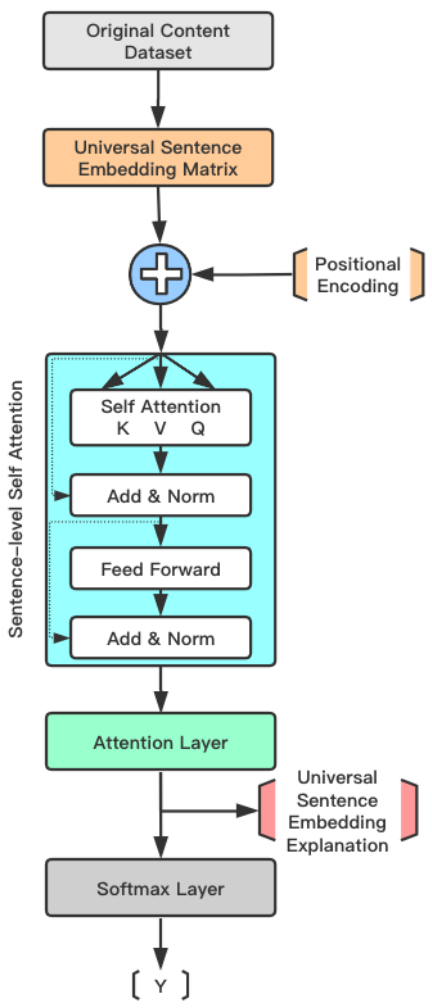 Original Content
Dataset
Universal Sentence
Embedding Matrix
Positional
Encoding
Sentence-level Self Attention
Self Attention
K V Q
Add & Norm
Feed Forward
Add & Norm
Attention Layer
Universal
Sentence
Embedding
Explanation
Softmax Layer
[ Y ]